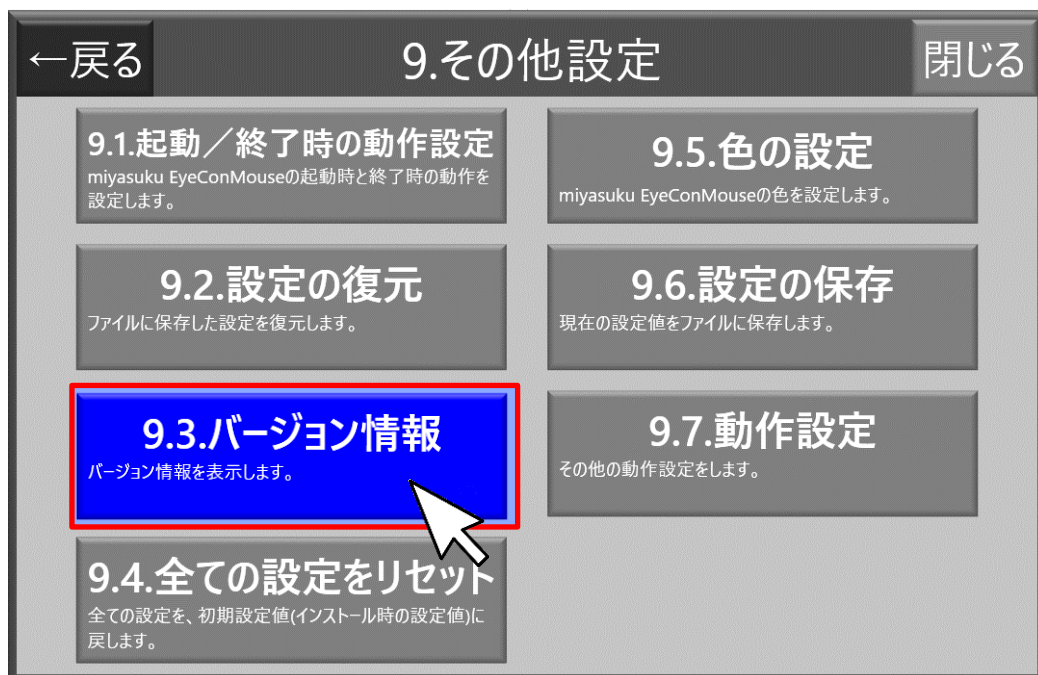 ←戻る
9.その他設定
閉じる
9.1.起動／終了時の動作設定
miyasuku EyeConMouseの起動時と終了時の動作を
設定します。
9.5.色の設定
miyasuku EyeConMouseの色を設定します。
9.2.設定の復元
ファイルに保存した設定を復元します。
9.6.設定の保存
現在の設定値をファイルに保存します。
9.3.バージョン情報
バージョン情報を表示します。
9.7.動作設定
その他の動作設定をします。
9.4.全ての設定をリセット
全ての設定を、初期設定値(インストール時の設定値)に
戻します。